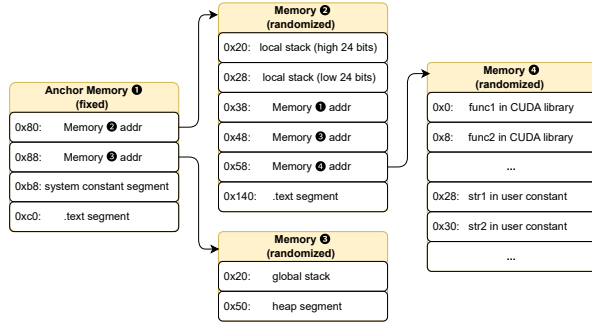 Anchor Memory ❶
(fixed)
0x80: Memory ❷ addr
0x88: Memory ❸ addr
0xb8: system constant segment
0xc0: .text segment
Memory ❷
(randomized)
0x20: local stack (high 24 bits)
0x28: local stack (low 24 bits)
0x38: Memory ❶ addr
0x48: Memory ❸ addr
0x58: Memory ❹ addr
0x140: .text segment
Memory ❸
(randomized)
0x20: global stack
0x50: heap segment
Memory ❹
(randomized)
0x0: func1 in CUDA library
0x8: func2 in CUDA library
...
0x28: str1 in user constant
0x30: str2 in user constant
...